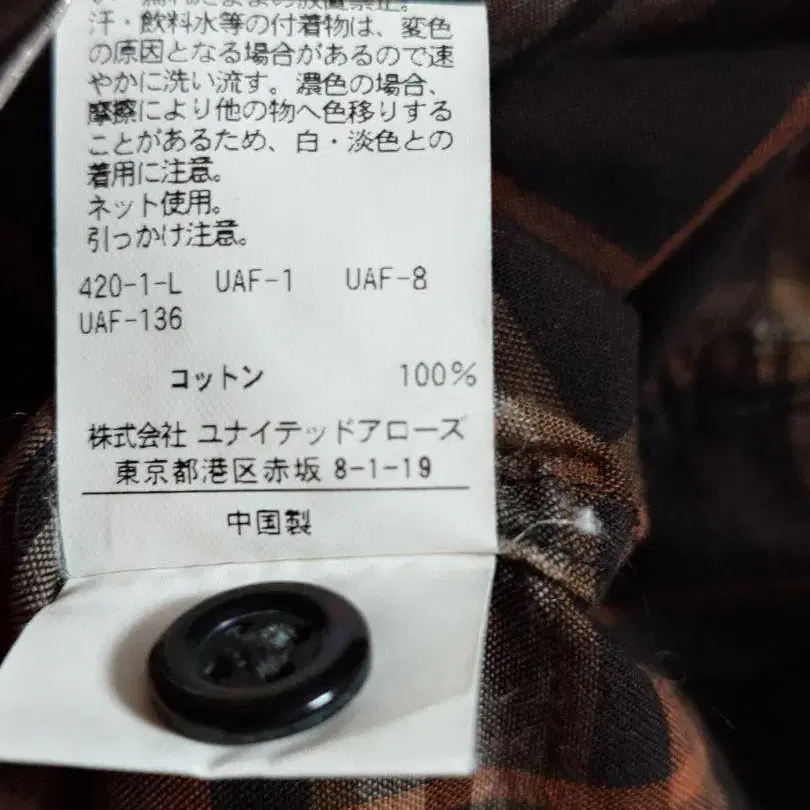 汗・飲料水等の付着物は、変色
の原因となる場合があるので速
やかに洗い流す。濃色の場合、
摩擦により他の物へ色移りする
ことがあるため、白・淡色との
着用に注意。
ネット使用。
引っかけ注意。
420-1-L UAF-1 UAF-8
UAF-136
コットン 100%
株式会社 ユナイテッドアローズ
東京都港区赤坂 8-1-19
中国製